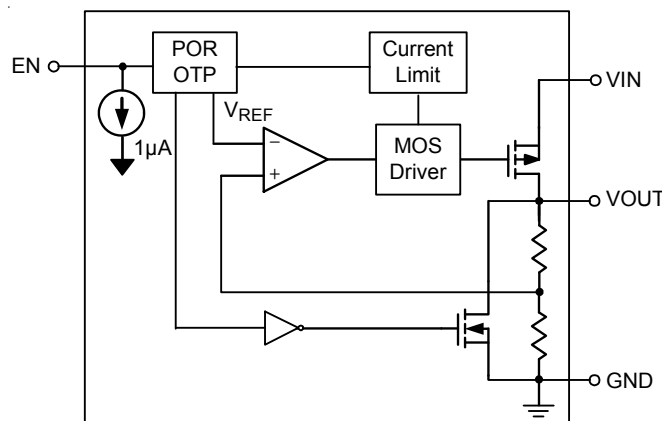 POR
OTP
Current
Limit
EN
VIN
VREF
1µA
−
+
MOS
Driver
VOUT
GND